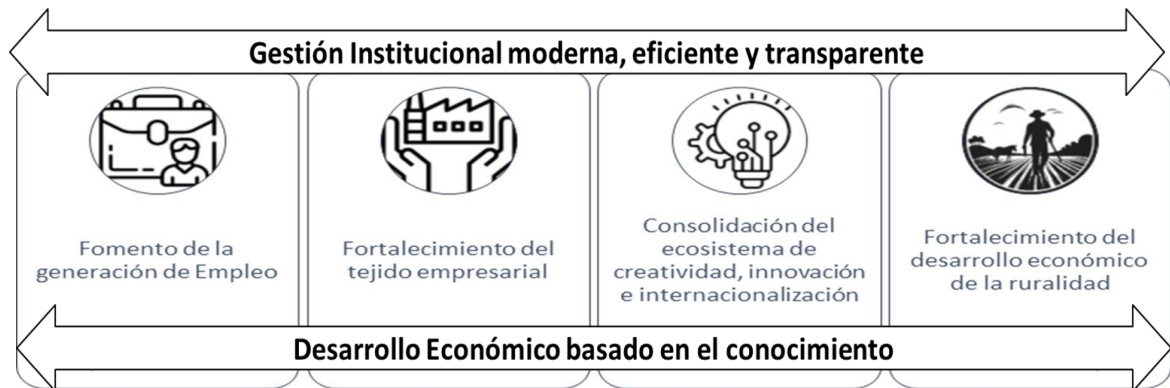 Gestión Institucional moderna, eficiente y transparente
Fomento de la
generación de Empleo
Fortalecimiento del
tejido empresarial
Consolidación del
ecosistema de
creatividad, innovación
e internacionalización
Fortalecimiento del
desarrollo económico
de la ruralidad
Desarrollo Económico basado en el conocimiento